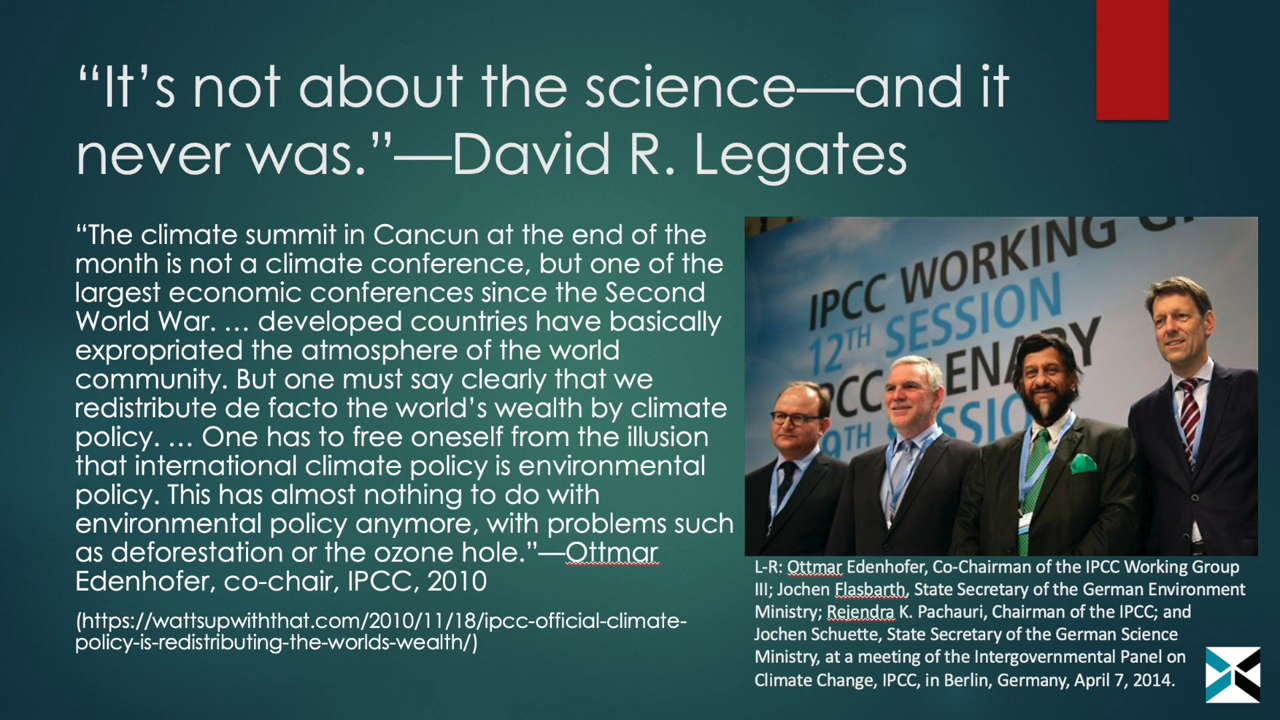 “It’s not about the science—and it
never was.”—David R. Legates
“The climate summit in Cancun at the end of the
month is not a climate conference, but one of the
largest economic conferences since the Second
World War. … developed countries have basically
expropriated the atmosphere of the world
community. But one must say clearly that we
redistribute de facto the world’s wealth by climate
policy. … One has to free oneself from the illusion
that international climate policy is environmental
policy. This has almost nothing to do with
environmental policy anymore, with problems such
as deforestation or the ozone hole.”—Ottmar
Edenhofer, co-chair, IPCC, 2010
(https://wattsupwiththat.com/2010/11/18/ipcc-official-climate-
policy-is-redistributing-the-worlds-wealth/)
IPCC WORKING
12TH SESSION
L-R: Ottmar Edenhofer, Co-Chairman of the IPCC Working Group
III; Jochen Flasbarth, State Secretary of the German Environment
Ministry; Rejendra K. Pachauri, Chairman of the IPCC; and
Jochen Schuette, State Secretary of the German Science
Ministry, at a meeting of the Intergovernmental Panel on
Climate Change, IPCC, in Berlin, Germany, April 7, 2014.